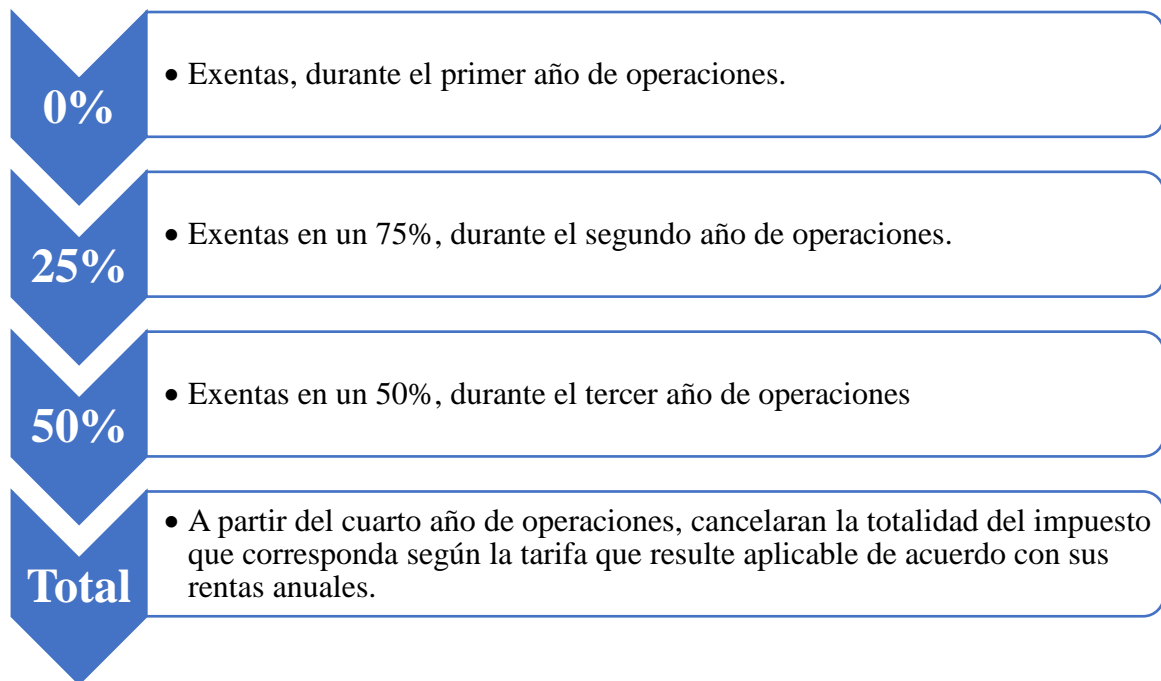 0%
• Exentas, durante el primer año de operaciones.
25%
• Exentas en un 75%, durante el segundo año de operaciones.
50%
• Exentas en un 50%, durante el tercer año de operaciones
Total
• A partir del cuarto año de operaciones, cancelaran la totalidad del impuesto
que corresponda según la tarifa que resulte aplicable de acuerdo con sus
rentas anuales.